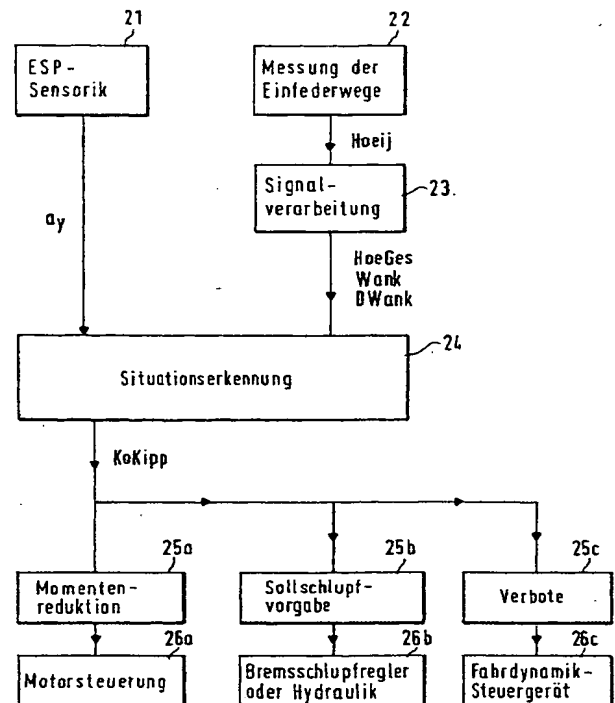 21
22
ESP-
Sensorik
Messung der
Einfederwege
Hoeij
Signal-
verarbeitung
23.
ay
HoeGes
Wank
DWank
24
Situationserkennung
KoKipp
25a
25b
25c
Momenten-
reduktion
Sollschlupf-
vorgabe
Verbote
26a
26b
26c
Motorsteuerung
Bremsschlupfregler
oder Hydraulik
Fahrdynamik-
Steuergerät